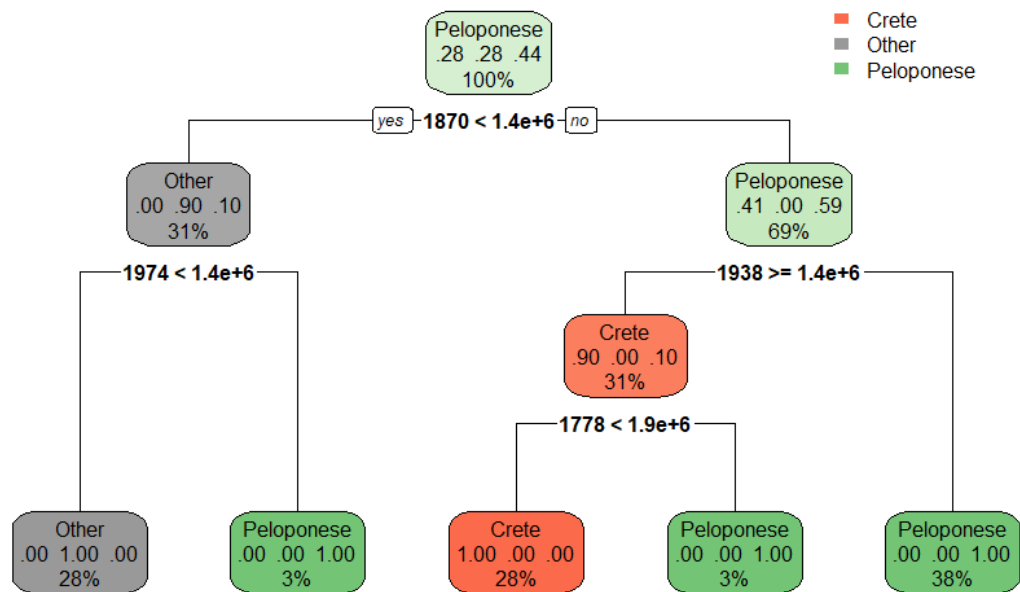 Peloponese
.28 .28 .44
100%
Crete
Other
Peloponese
yes 1870 < 1.4e+6 no
Other
.00 .90 .10
31%
Peloponese
.41 .00 .59
69%
1974 < 1.4e+6
1938 >= 1.4e+6
Crete
.90 .00 .10
31%
1778 < 1.9e+6
Other
.00 1.00 .00
28%
Peloponese
.00 .00 1.00
3%
Crete
1.00 .00 .00
28%
Peloponese
.00 .00 1.00
3%
Peloponese
.00 .00 1.00
38%